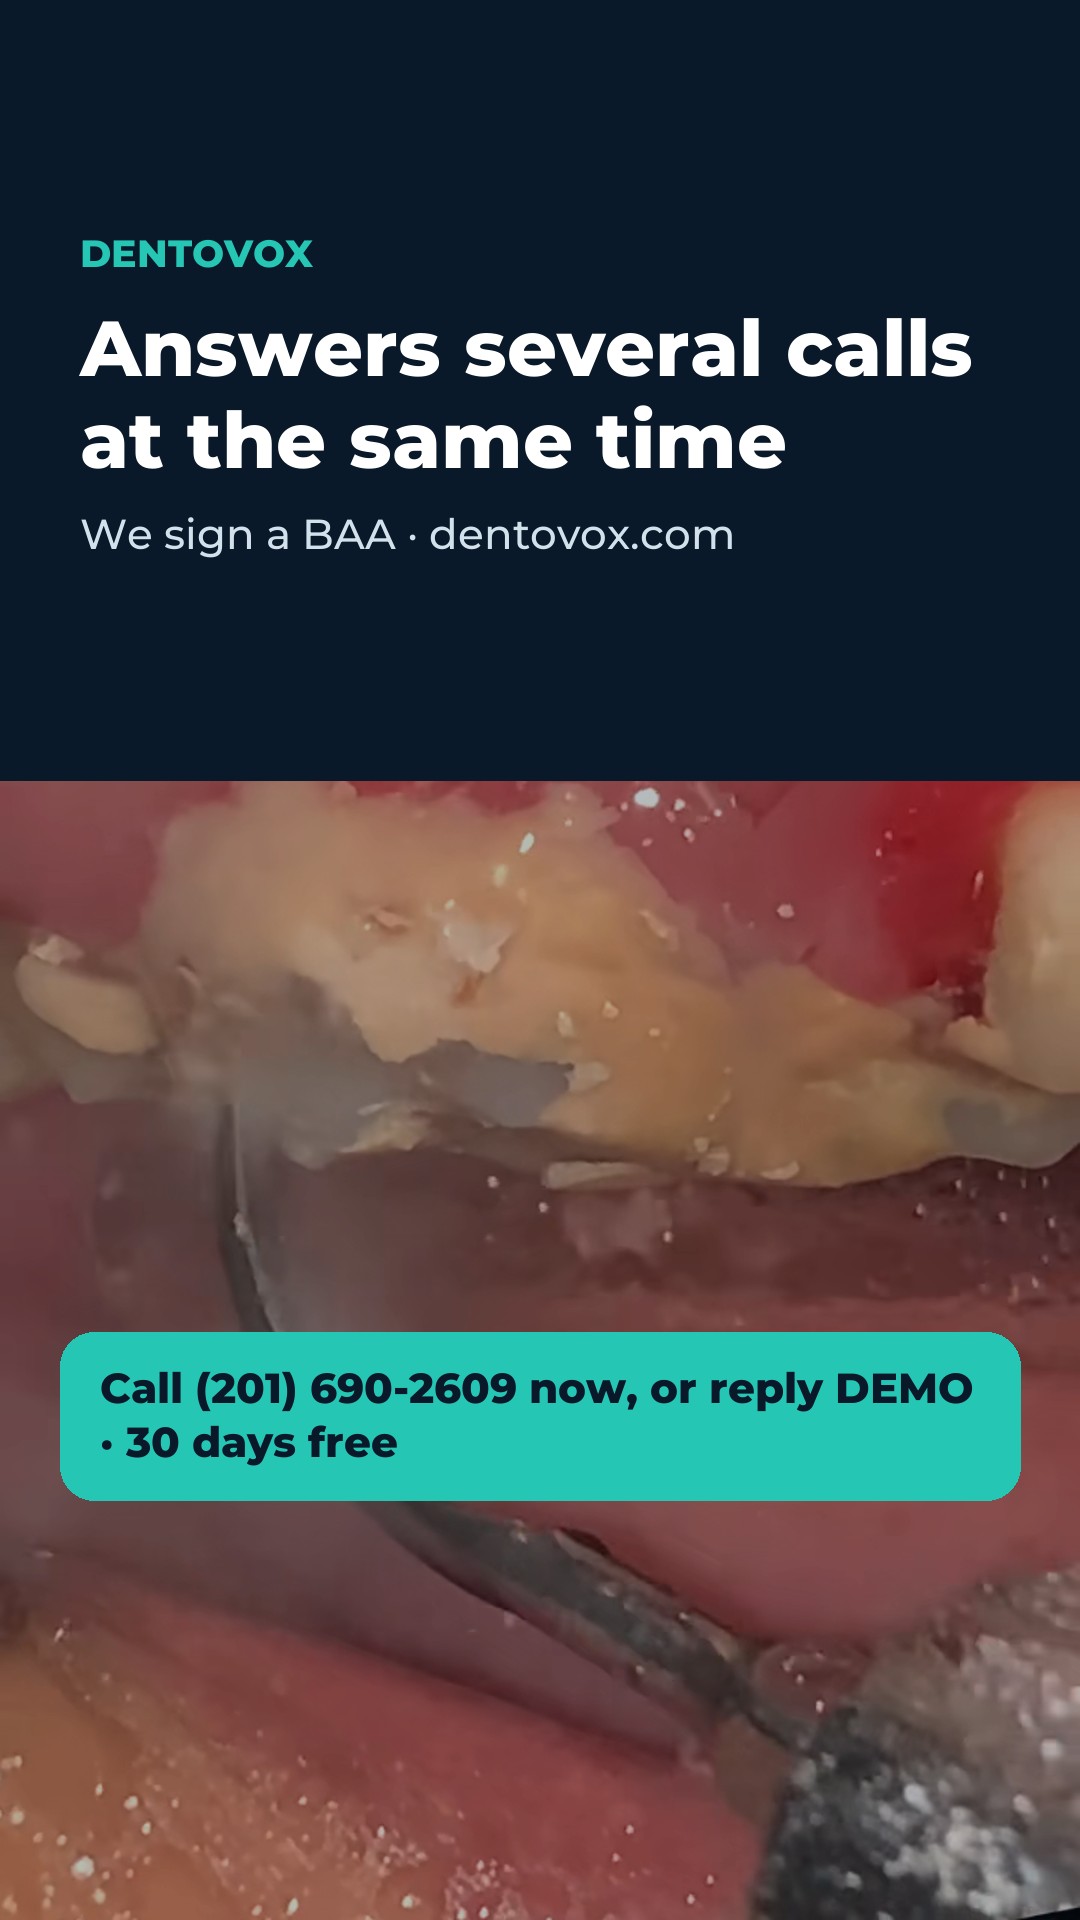 DENTOVOX
Answers several calls
at the same time
We sign a BAA · dentovox.com
Call (201) 690-2609 now, or reply DEMO
· 30 days free